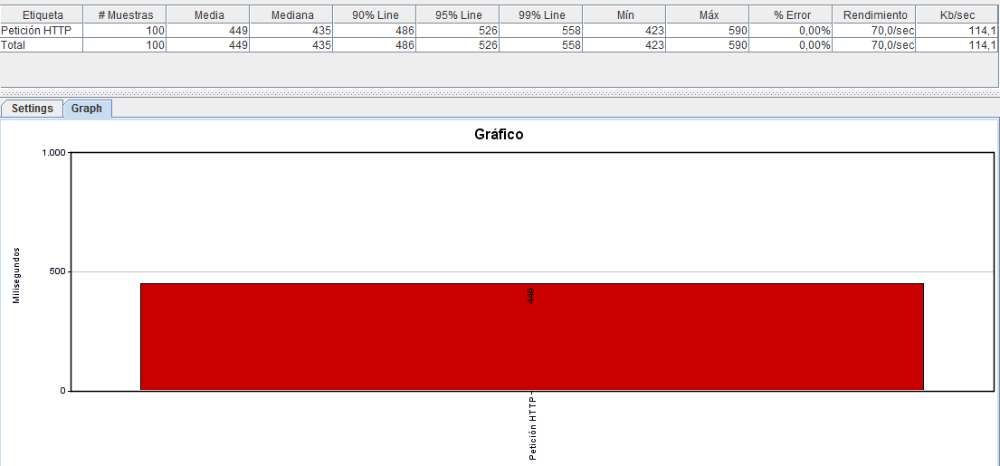 Etiqueta # Muestras Media Mediana 90% Line 95% Line 99% Line Mín Máx % Error Rendimiento Kb/sec
Petición HTTP 100 449 435 486 526 558 423 590 0,00% 70,0/sec 114,1
Total 100 449 435 486 526 558 423 590 0,00% 70,0/sec 114,1
Settings Graph
Gráfico
1.000
500
0
Milisegundos
449
Petición HTTP